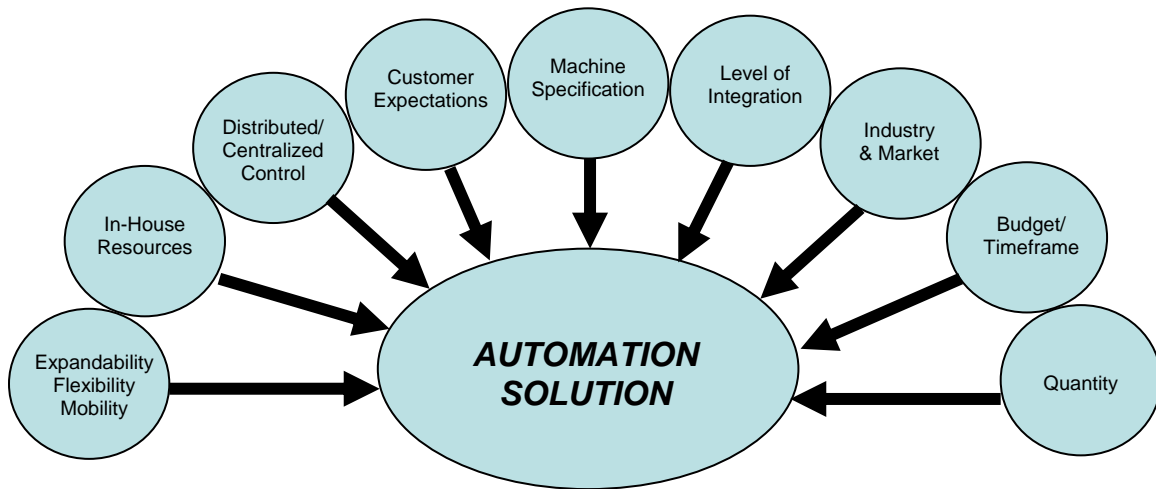 Machine
Specification
Customer
Expectations
Level of
Integration
Distributed/
Centralized
Control
Industry
& Market
In-House
Resources
Budget/
Timeframe
Expandability
Flexibility
Mobility
AUTOMATION
SOLUTION
Quantity